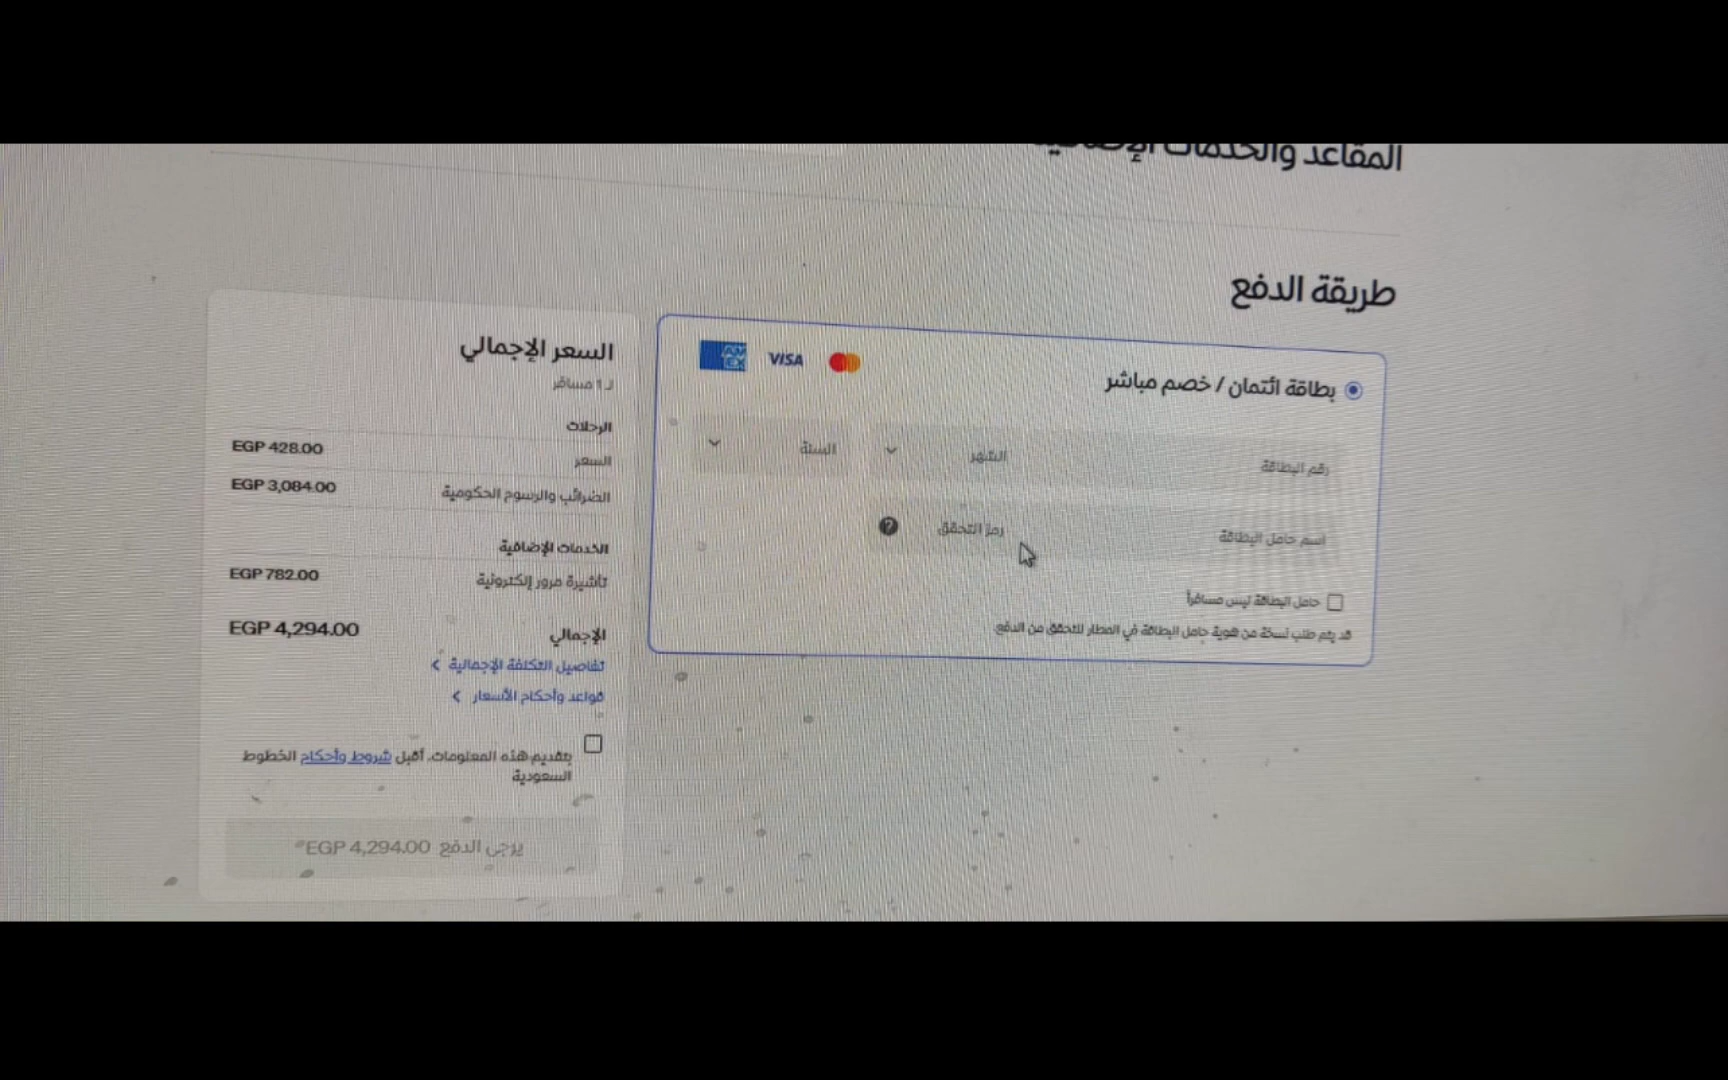 المقاعد والخدمات الإضافية
طريقة الدفع
بطاقة ائتمان / خصم مباشر
VISA
AM
EX
رقم البطاقة
الشهر
السنة
اسم حامل البطاقة
رمز التحقق
?
حامل البطاقة ليس مسافراً
قد يتم طلب نسخة من هوية حامل البطاقة في المطار للتحقق من الدفع.
السعر الإجمالي
لـ 1 مسافر
الرحلات
السعر EGP 428.00
الضرائب والرسوم الحكومية EGP 3,084.00
الخدمات الإضافية
تأشيرة مرور إلكترونية EGP 782.00
الإجمالي EGP 4,294.00
تفاصيل التكلفة الإجمالية
قواعد وأحكام الأسعار
بتقديم هذه المعلومات، أقبل شروط وأحكام الخطوط
السعودية
يرجى الدفع EGP 4,294.00*